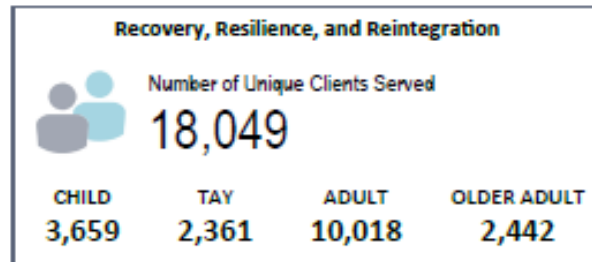 Recovery, Resilience, and Reintegration
Number of Unique Clients Served
18,049
CHILD TAY ADULT OLDER ADULT
3,659 2,361 10,018 2,442